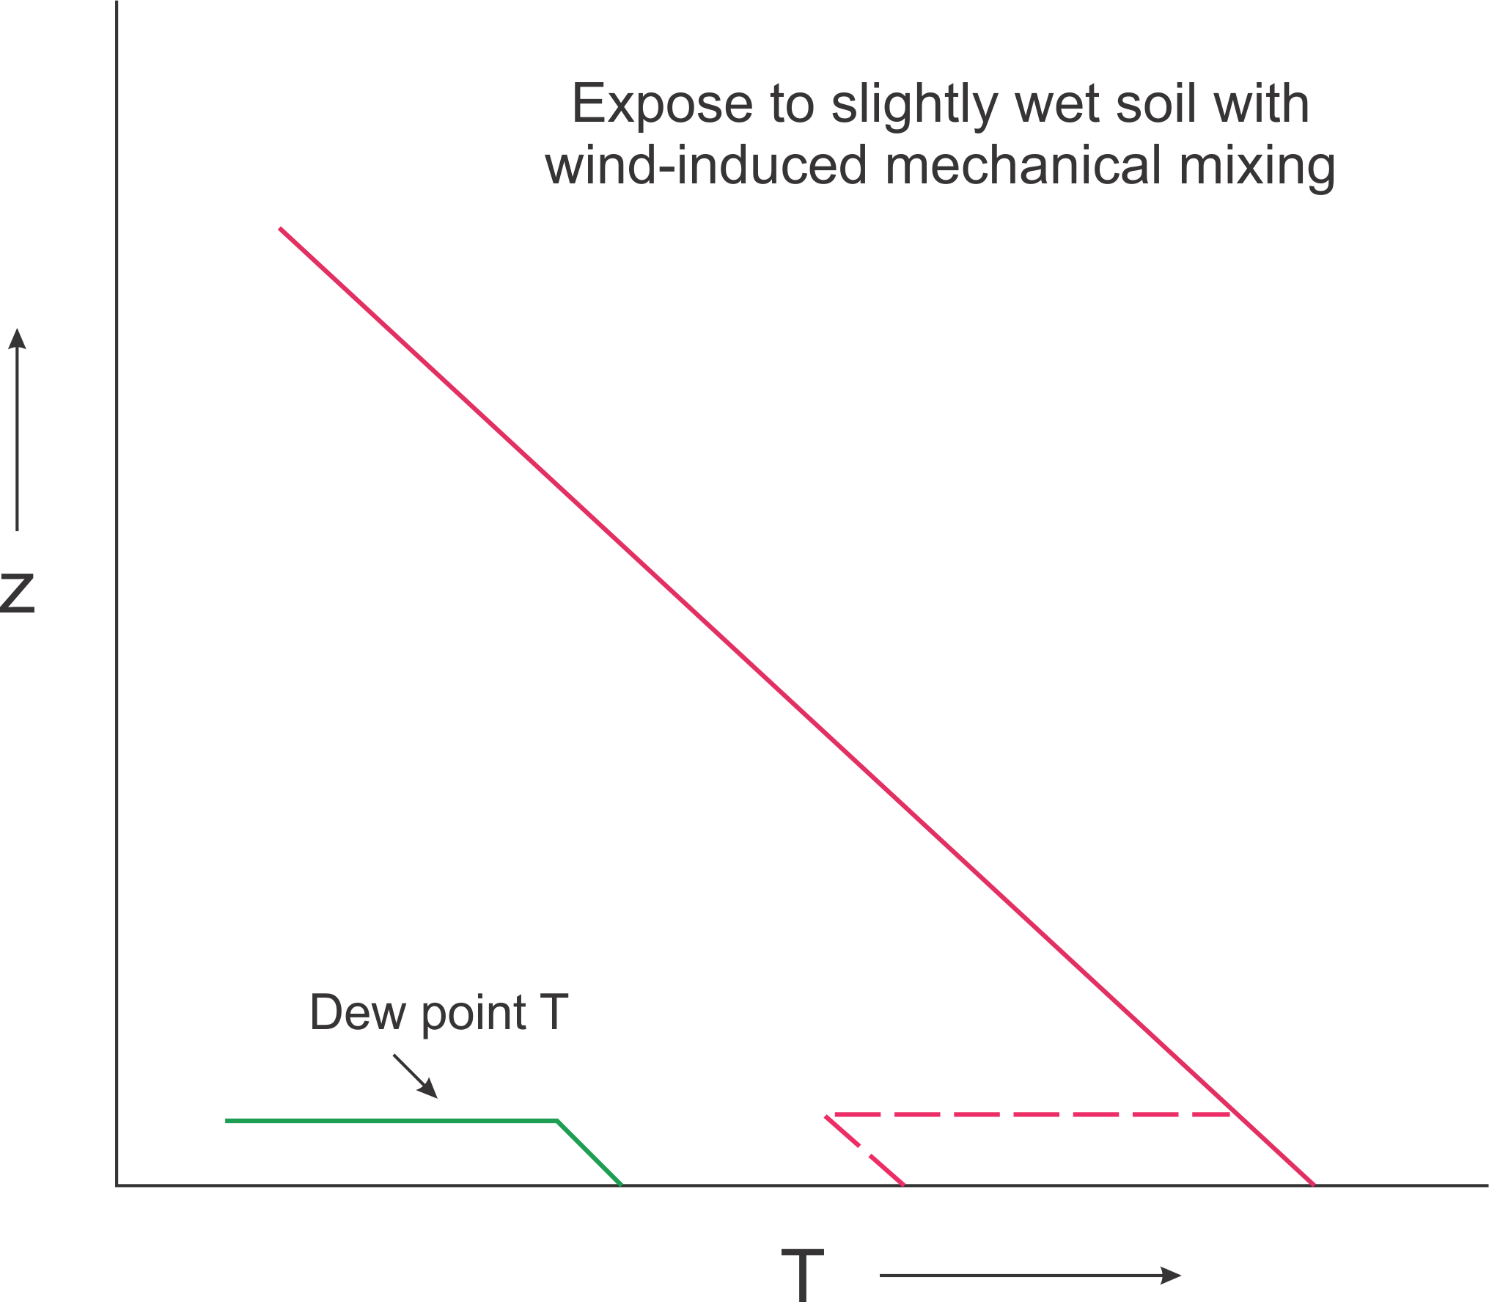 Expose to slightly wet soil with
wind-induced mechanical mixing
z
Dew point T
T